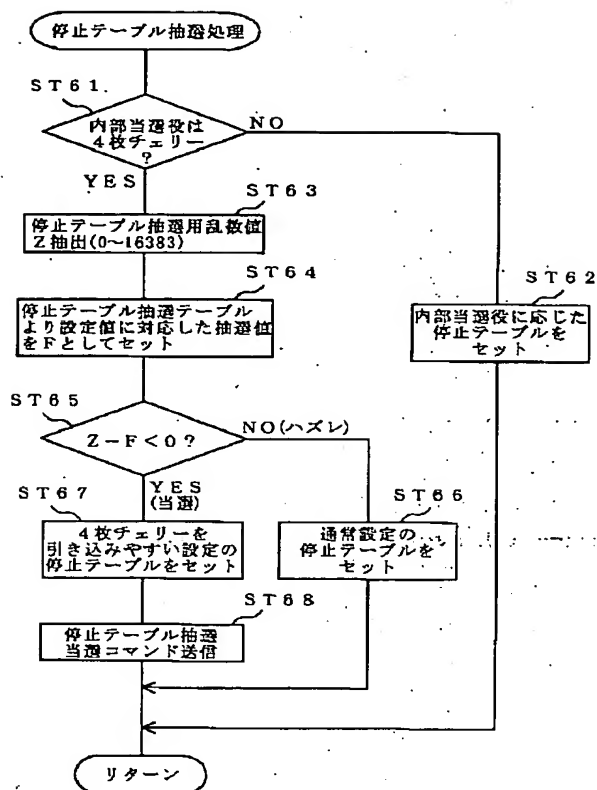 停止テーブル抽選処理
ST61
内部当選役は
4枚チェリー
?
NO
YES
ST63
停止テーブル抽選用乱数値
Z抽出(0~16383)
ST64
停止テーブル抽選テーブル
より設定値に対応した抽選値
をFとしてセット
ST62
内部当選役に応じた
停止テーブルを
セット
ST65
Z-F<0?
NO(ハズレ)
YES
(当選)
ST67
4枚チェリーを
引き込みやすい設定の
停止テーブルをセット
ST66
通常設定の
停止テーブルを
セット
ST68
停止テーブル抽選
当選コマンド送信
リターン